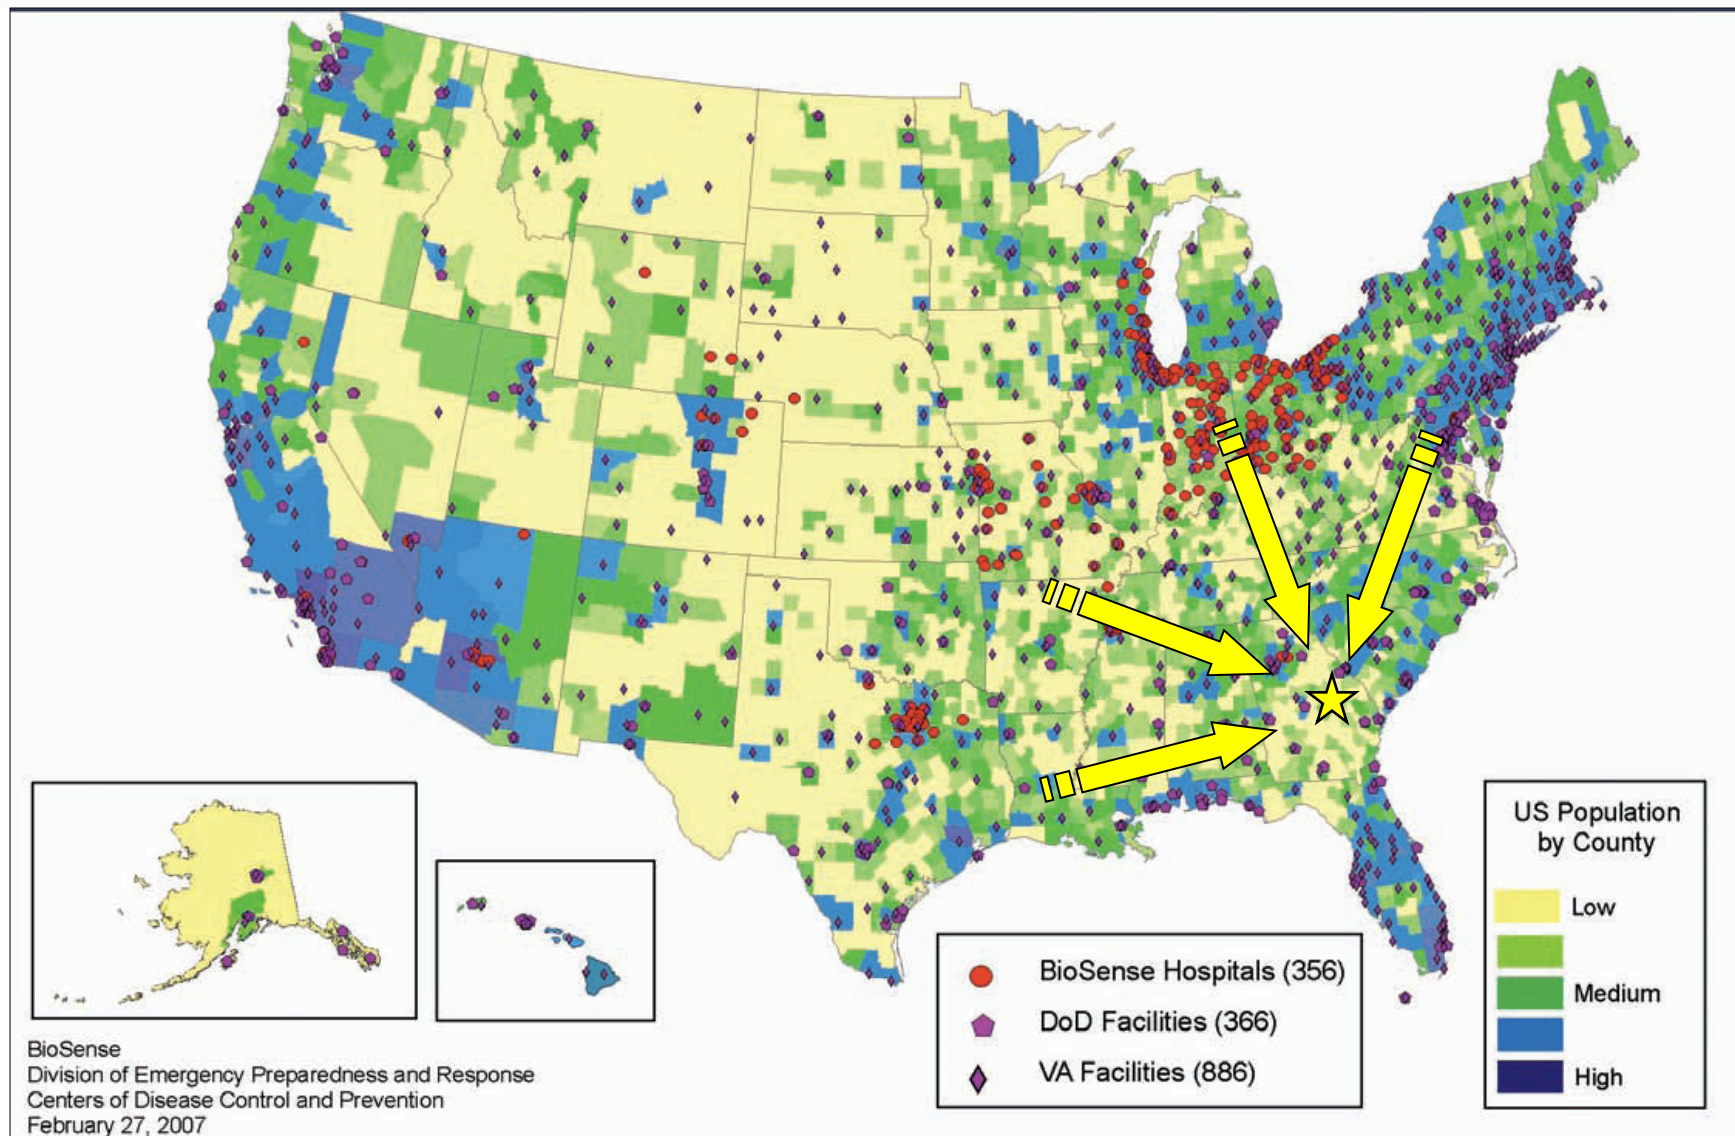 US Population
by County
Low
Medium
High
BioSense Hospitals (356)
DoD Facilities (366)
VA Facilities (886)
BioSense
Division of Emergency Preparedness and Response
Centers of Disease Control and Prevention
February 27, 2007